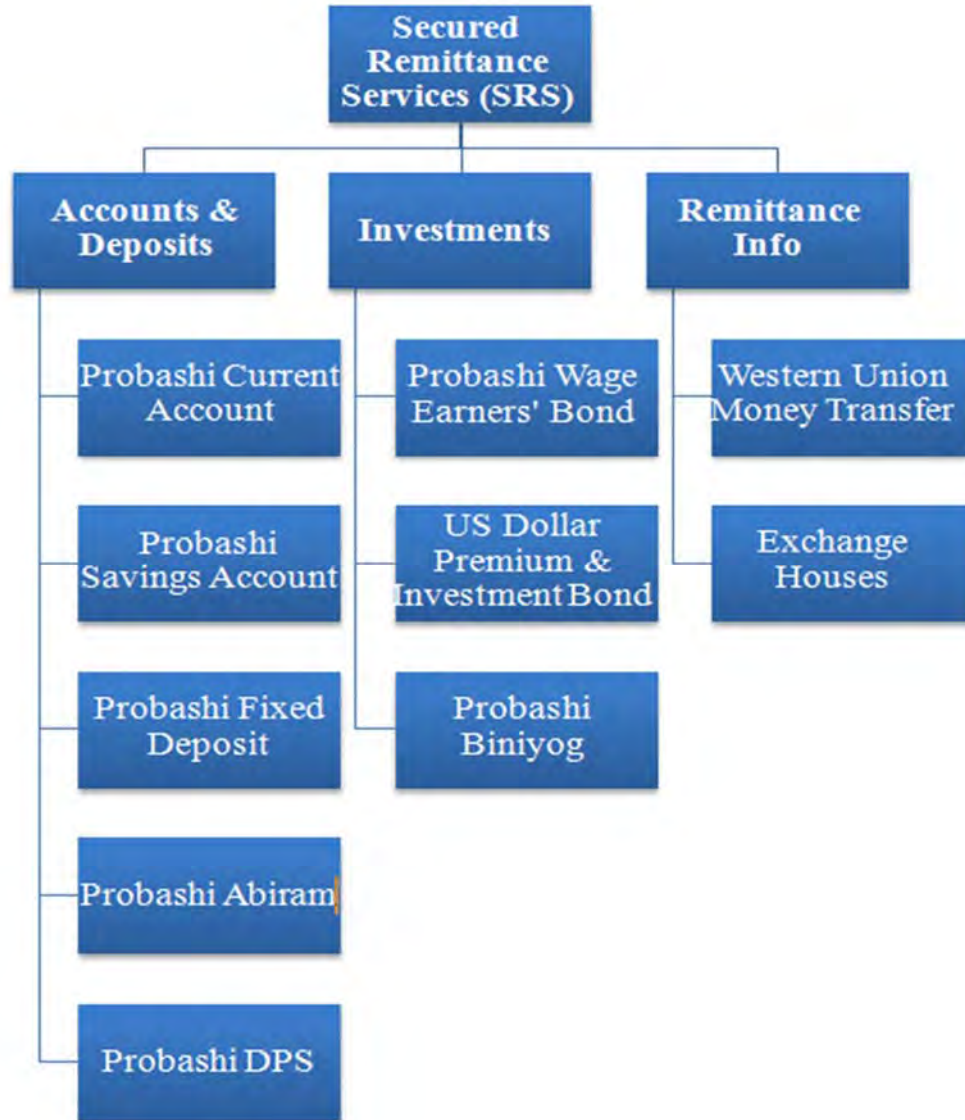 Secured
Remittance
Services (SRS)
Accounts &
Deposits
Investments
Remittance
Info
Probashi Current
Account
Probashi Wage
Earners' Bond
Western Union
Money Transfer
Probashi
Savings Account
US Dollar
Premium &
Investment Bond
Exchange
Houses
Probashi Fixed
Deposit
Probashi
Biniyog
Probashi Abiram
Probashi DPS